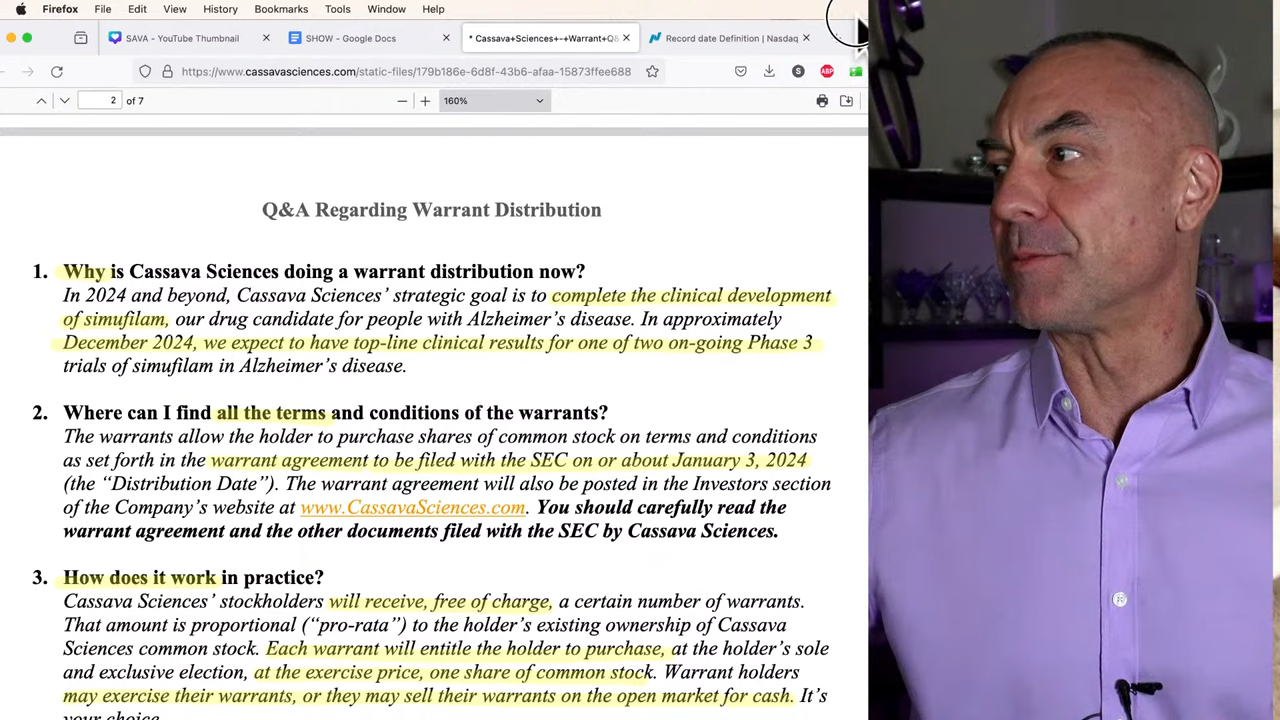 Firefox File Edit View History Bookmarks Tools Window Help
SAVA - YouTube Thumbnail × SHOW - Google Docs × * Cassava+Sciences+-+Warrant+Q& × Record date Definition | Nasdaq ×
https://www.cassavasciences.com/static-files/179b186e-6d8f-43b6-afaa-15873ffee688 S ABP
2 of 7 160%
Q&A Regarding Warrant Distribution
1. Why is Cassava Sciences doing a warrant distribution now?
In 2024 and beyond, Cassava Sciences’ strategic goal is to complete the clinical development
of simufilam, our drug candidate for people with Alzheimer’s disease. In approximately
December 2024, we expect to have top-line clinical results for one of two on-going Phase 3
trials of simufilam in Alzheimer’s disease.
2. Where can I find all the terms and conditions of the warrants?
The warrants allow the holder to purchase shares of common stock on terms and conditions
as set forth in the warrant agreement to be filed with the SEC on or about January 3, 2024
(the “Distribution Date”). The warrant agreement will also be posted in the Investors section
of the Company’s website at www.CassavaSciences.com. You should carefully read the
warrant agreement and the other documents filed with the SEC by Cassava Sciences.
3. How does it work in practice?
Cassava Sciences’ stockholders will receive, free of charge, a certain number of warrants.
That amount is proportional (“pro-rata”) to the holder’s existing ownership of Cassava
Sciences common stock. Each warrant will entitle the holder to purchase, at the holder’s sole
and exclusive election, at the exercise price, one share of common stock. Warrant holders
may exercise their warrants, or they may sell their warrants on the open market for cash. It’s
your choice.